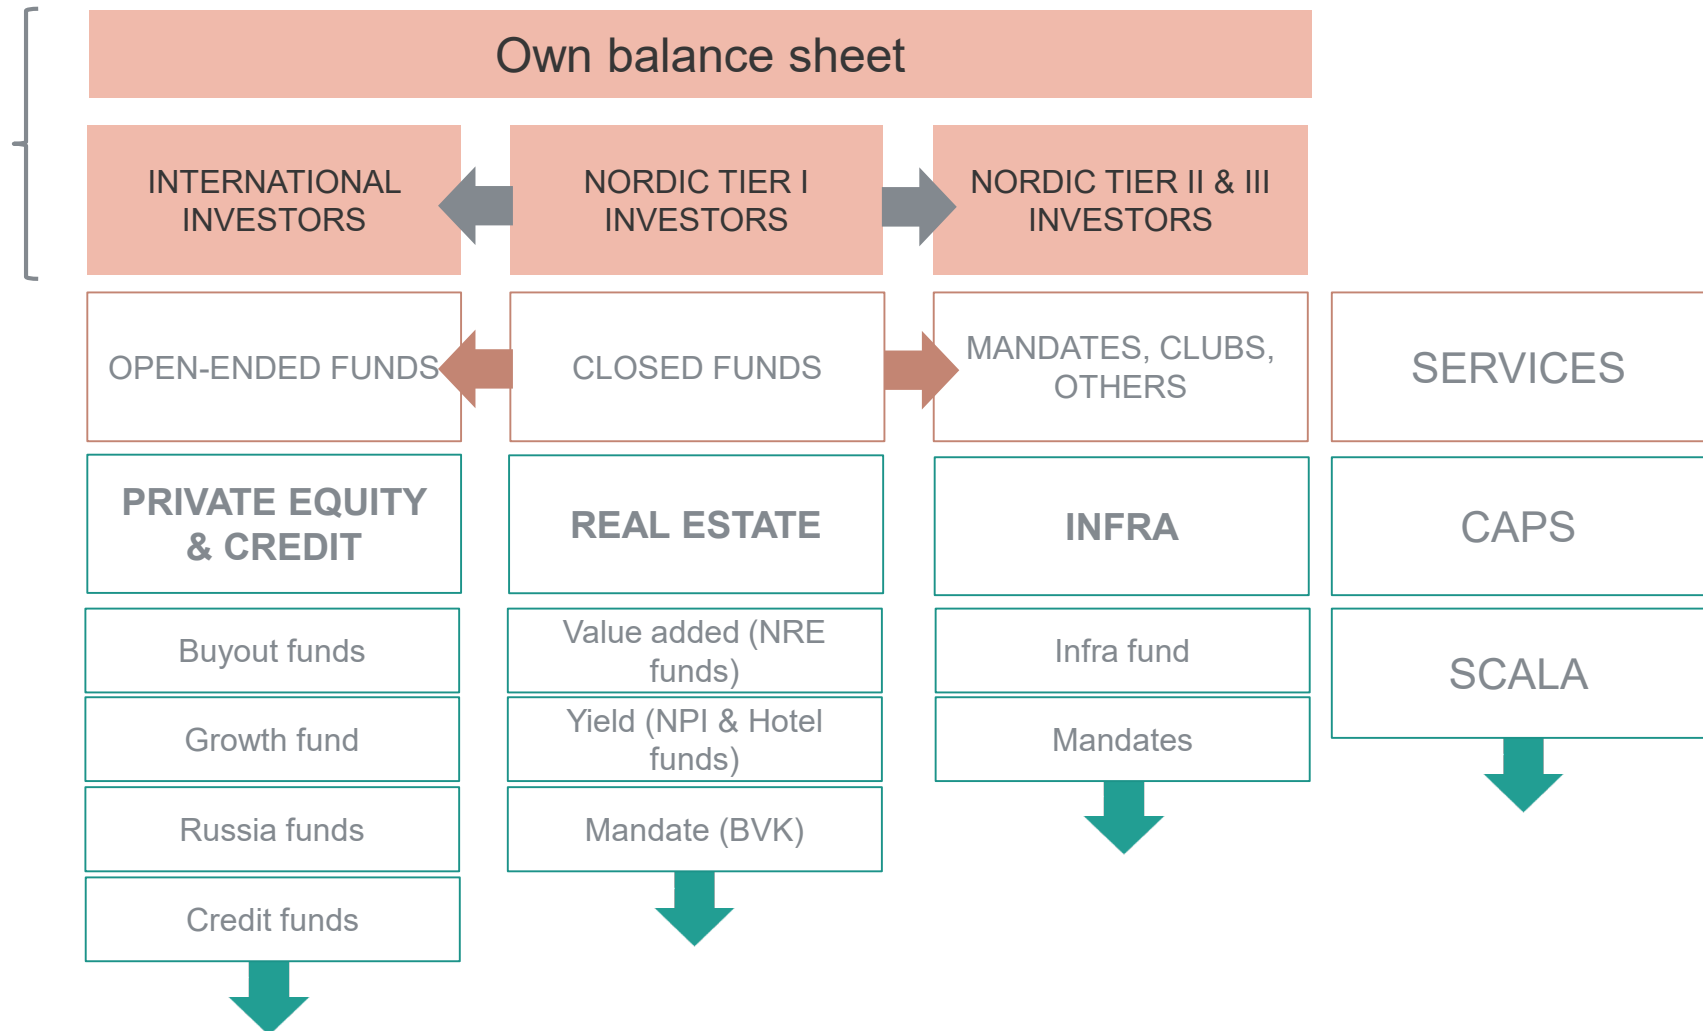 Own balance sheet
INTERNATIONAL
INVESTORS
NORDIC TIER I
INVESTORS
NORDIC TIER II & III
INVESTORS
OPEN-ENDED FUNDS
CLOSED FUNDS
MANDATES, CLUBS,
OTHERS
SERVICES
PRIVATE EQUITY
& CREDIT
REAL ESTATE
INFRA
CAPS
Buyout funds
Growth fund
Russia funds
Credit funds
Value added (NRE
funds)
Yield (NPI & Hotel
funds)
Mandate (BVK)
Infra fund
Mandates
SCALA